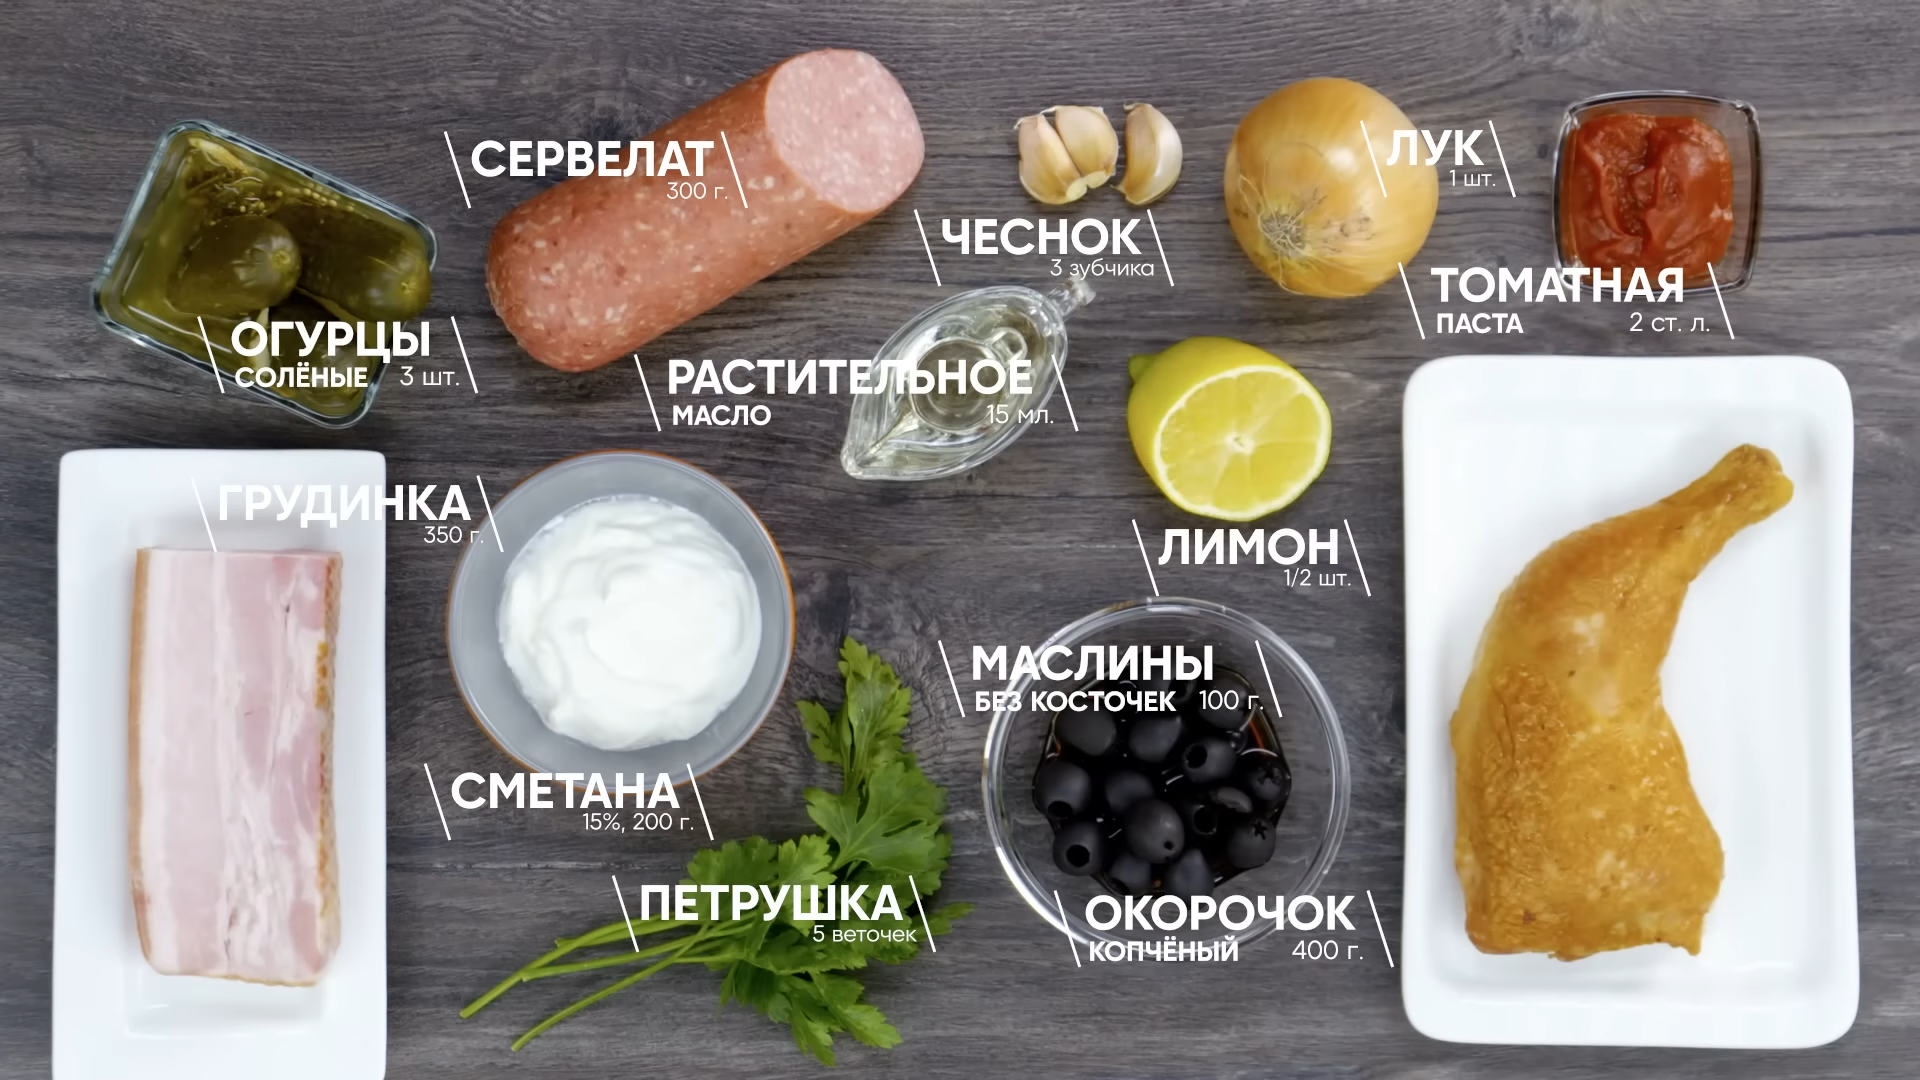 СЕРВЕЛАТ
300 г.
ЧЕСНОК
3 зубчика
ЛУК
1 шт.
ТОМАТНАЯ
ПАСТА 2 ст. л.
ОГУРЦЫ
СОЛЁНЫЕ 3 шт.
РАСТИТЕЛЬНОЕ
МАСЛО 15 мл.
ГРУДИНКА
350 г.
ЛИМОН
1/2 шт.
МАСЛИНЫ
БЕЗ КОСТОЧЕК 100 г.
СМЕТАНА
15%, 200 г.
ПЕТРУШКА
5 веточек
ОКОРОЧОК
КОПЧЁНЫЙ 400 г.